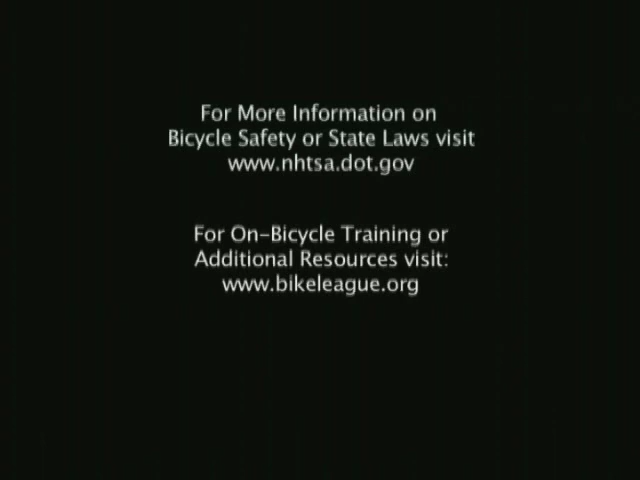 For More Information on
Bicycle Safety or State Laws visit
www.nhtsa.dot.gov
For On-Bicycle Training or
Additional Resources visit:
www.bikeleague.org